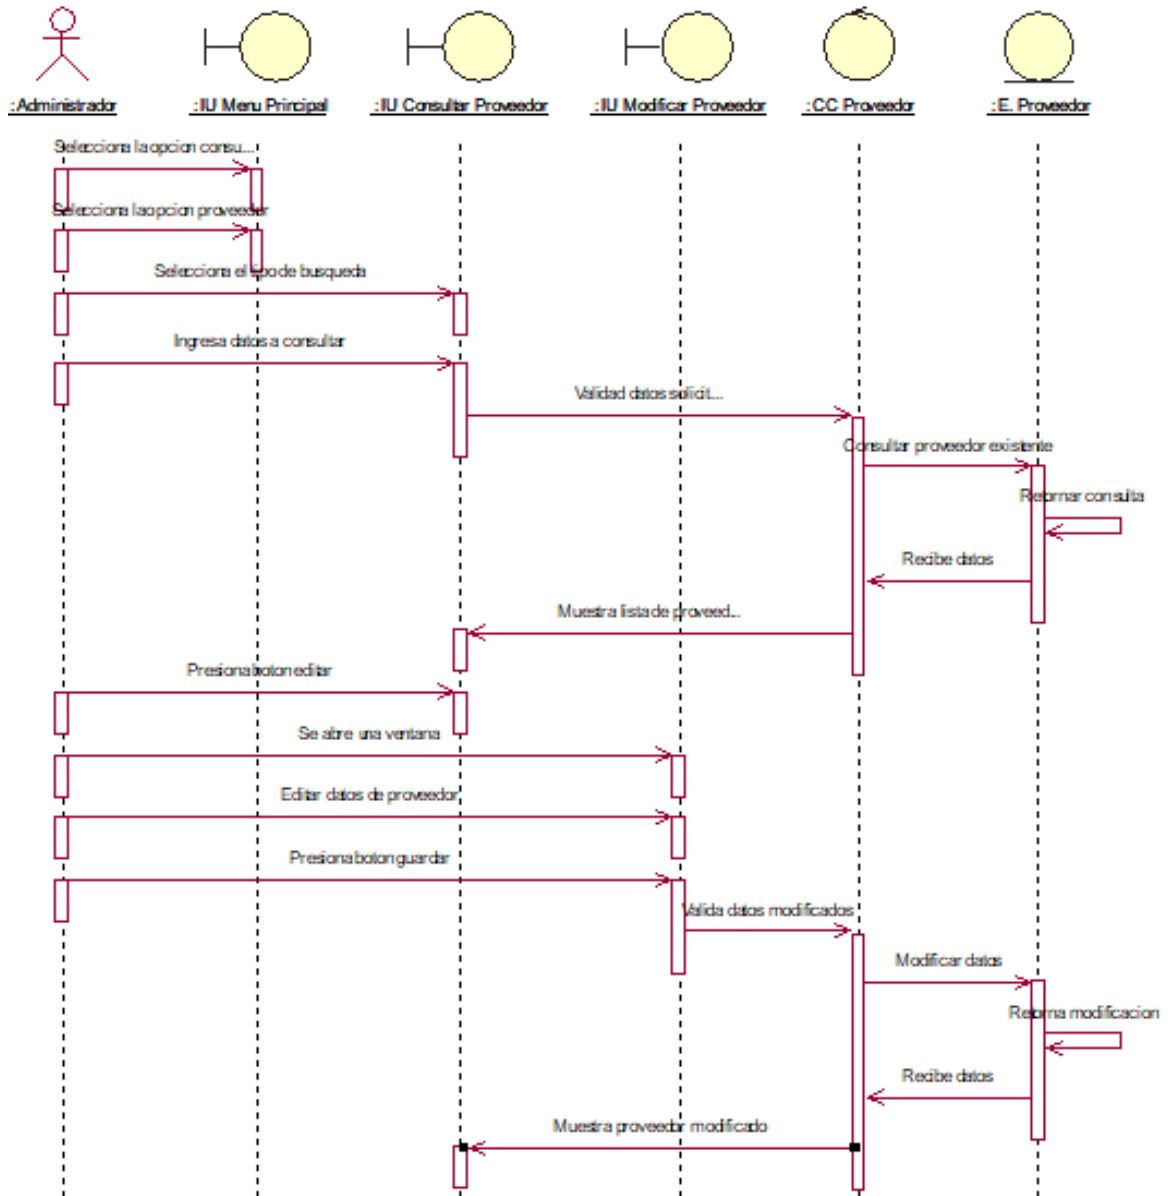 :Administrador
:IU Menu Principal
:IU Consultar Proveedor
:IU Modificar Proveedor
:CC Proveedor
:E. Proveedor
Selecciona la opcion consu...
Selecciona la opcion proveedor
Selecciona el tipo de busqueda
Ingresa datos a consultar
Validad datos solicit...
Consultar proveedor existente
Retornar consulta
Recibe datos
Muestra lista de proveed...
Presiona boton editar
Se abre una ventana
Editar datos de proveedor
Presiona boton guardar
Valida datos modificados
Modificar datos
Retorna modificacion
Recibe datos
Muestra proveedor modificado